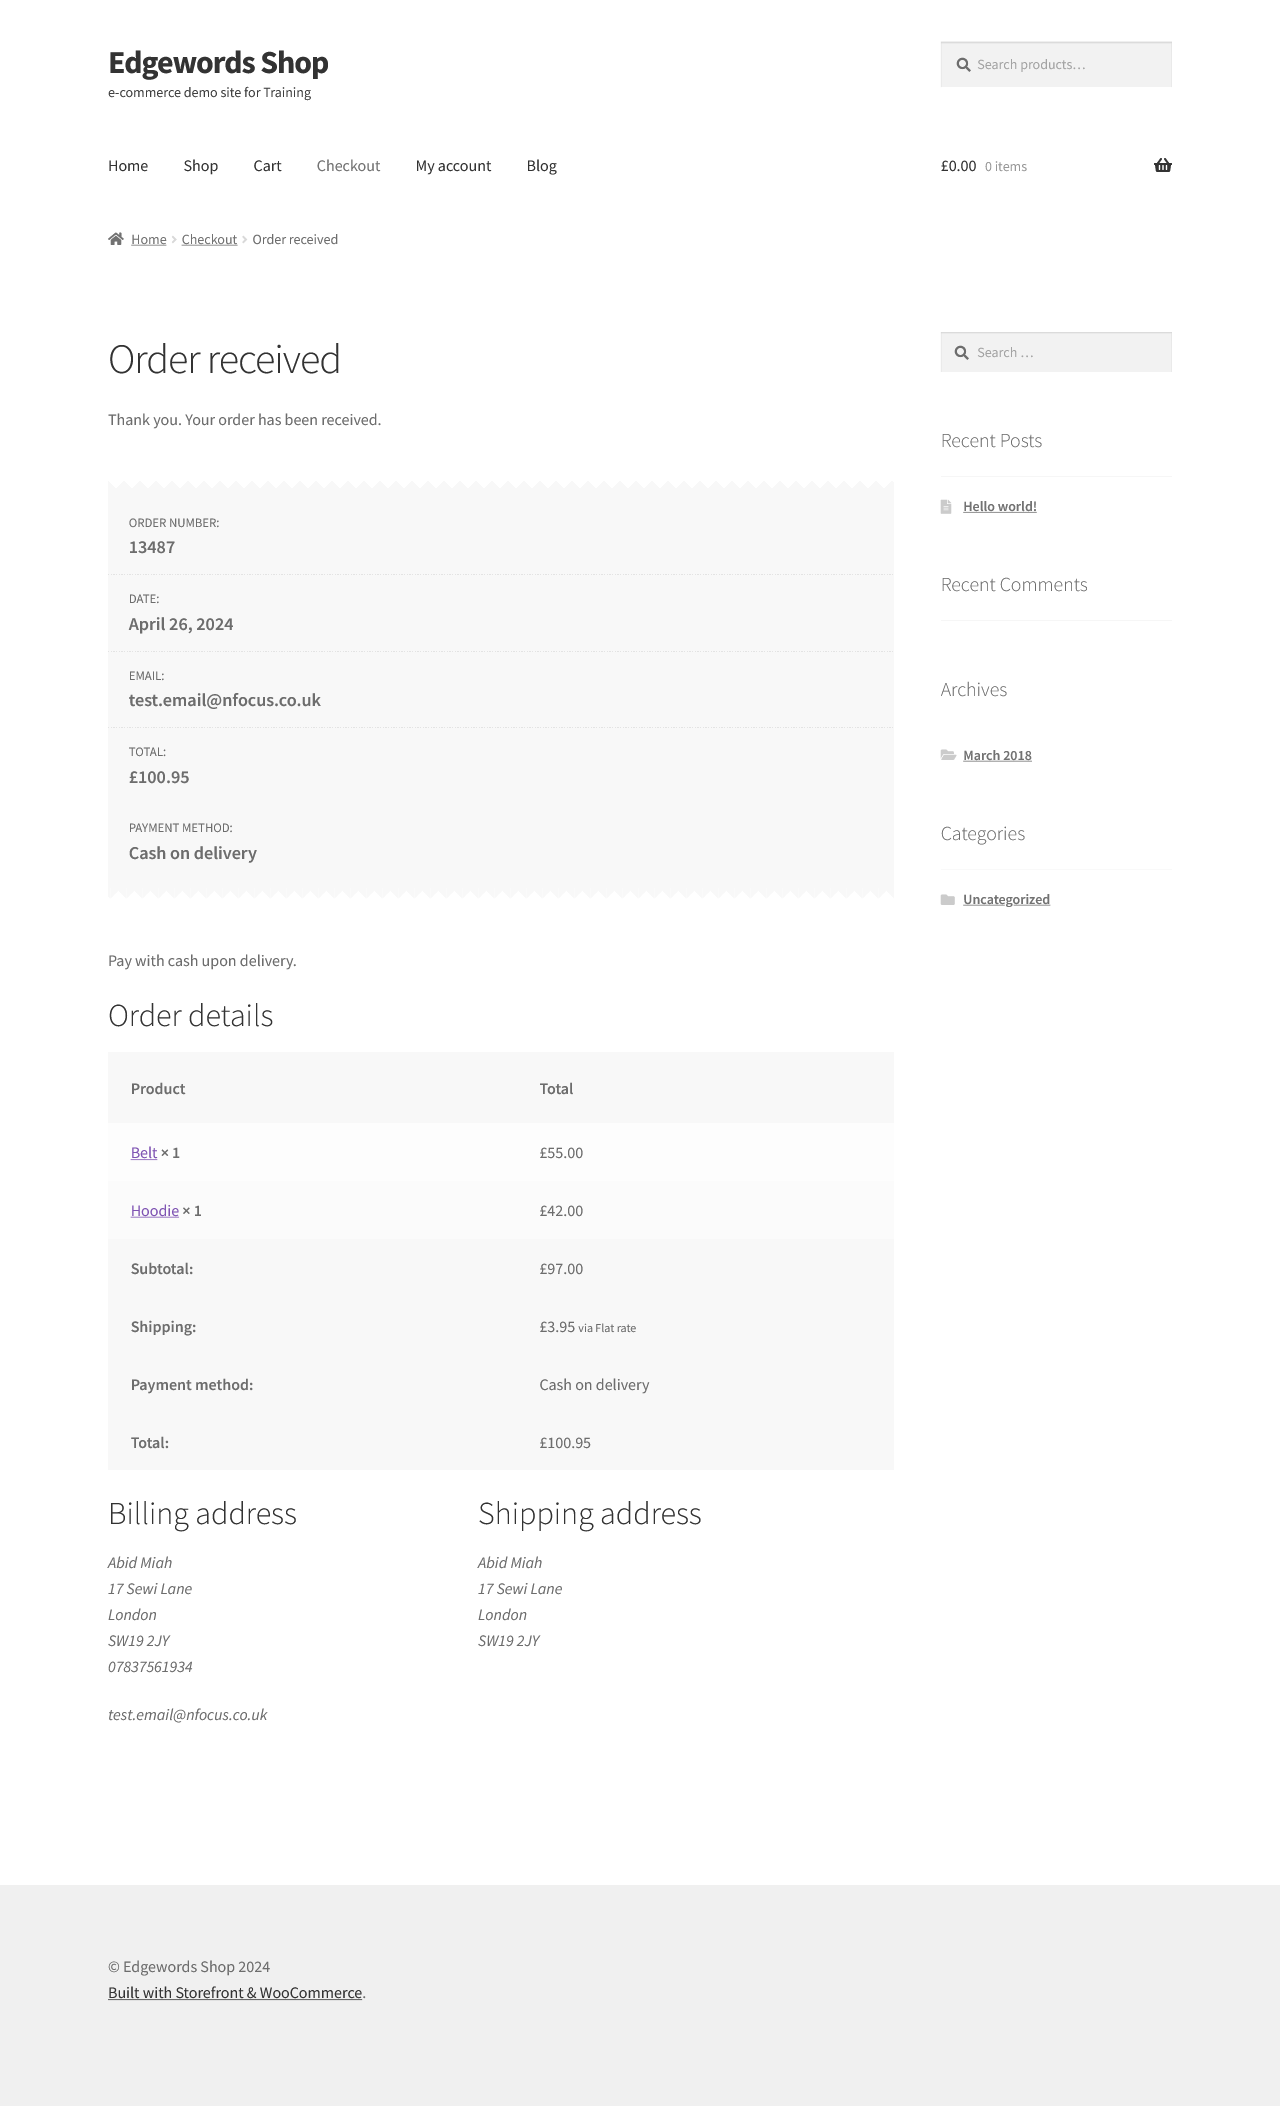 Edgewords Shop
e-commerce demo site for Training
Search products…
Home Shop Cart Checkout My account Blog
£0.00 0 items
Home Checkout Order received
Order received
Thank you. Your order has been received.
ORDER NUMBER:
13487
DATE:
April 26, 2024
EMAIL:
test.email@nfocus.co.uk
TOTAL:
£100.95
PAYMENT METHOD:
Cash on delivery
Pay with cash upon delivery.
Order details
Product Total
Belt × 1 £55.00
Hoodie × 1 £42.00
Subtotal: £97.00
Shipping: £3.95 via Flat rate
Payment method: Cash on delivery
Total: £100.95
Billing address
Abid Miah
17 Sewi Lane
London
SW19 2JY
07837561934
test.email@nfocus.co.uk
Shipping address
Abid Miah
17 Sewi Lane
London
SW19 2JY
Search …
Recent Posts
Hello world!
Recent Comments
Archives
March 2018
Categories
Uncategorized
© Edgewords Shop 2024
Built with Storefront & WooCommerce.